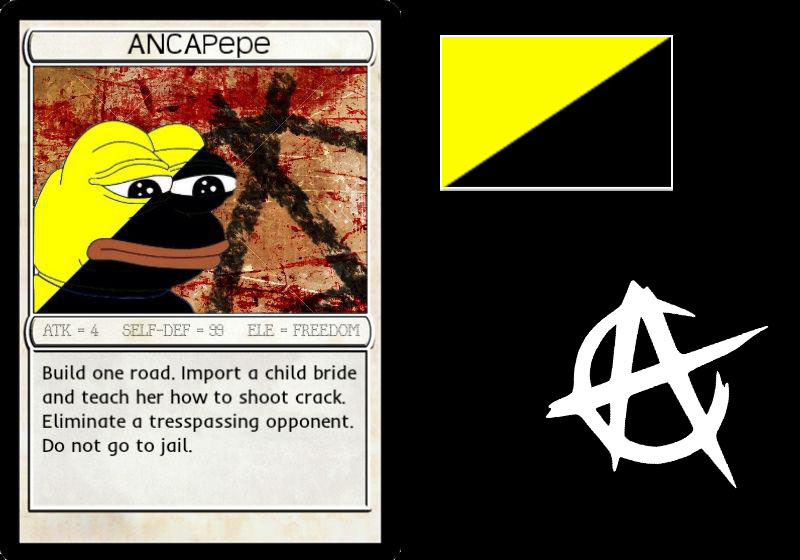 ANCAPepe
ATK = 4 SELF-DEF = 99 ELE = FREEDOM
Build one road. Import a child bride
and teach her how to shoot crack.
Eliminate a tresspassing opponent.
Do not go to jail.